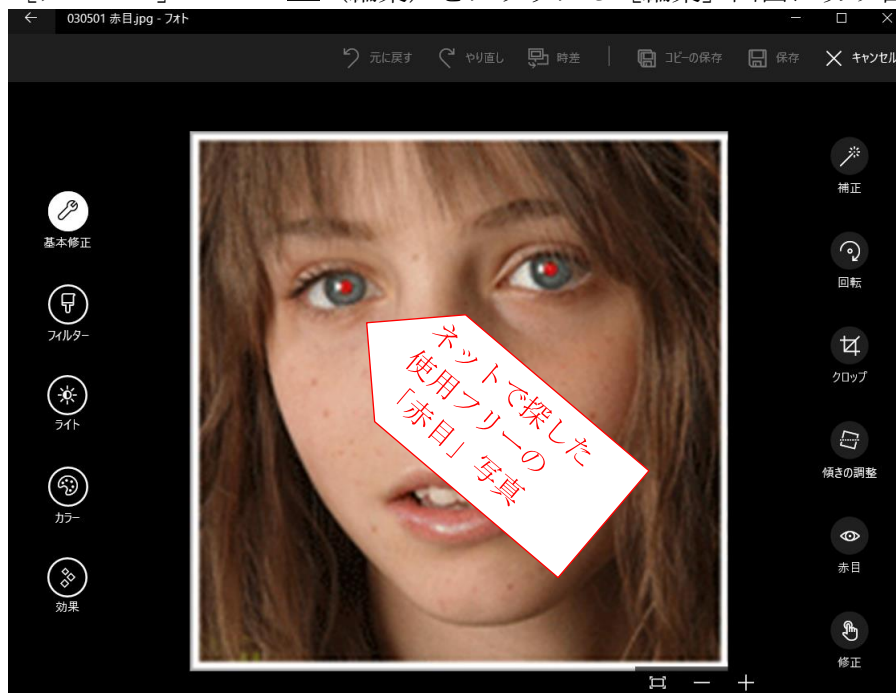 030501 赤目.jpg - フォト
元に戻す やり直し 時差 コピーの保存 保存 キャンセル
基本修正
フィルター
ライト
カラー
効果
ネットで探した
使用フリーの
「赤目」写真
補正
回転
クロップ
傾きの調整
赤目
修正